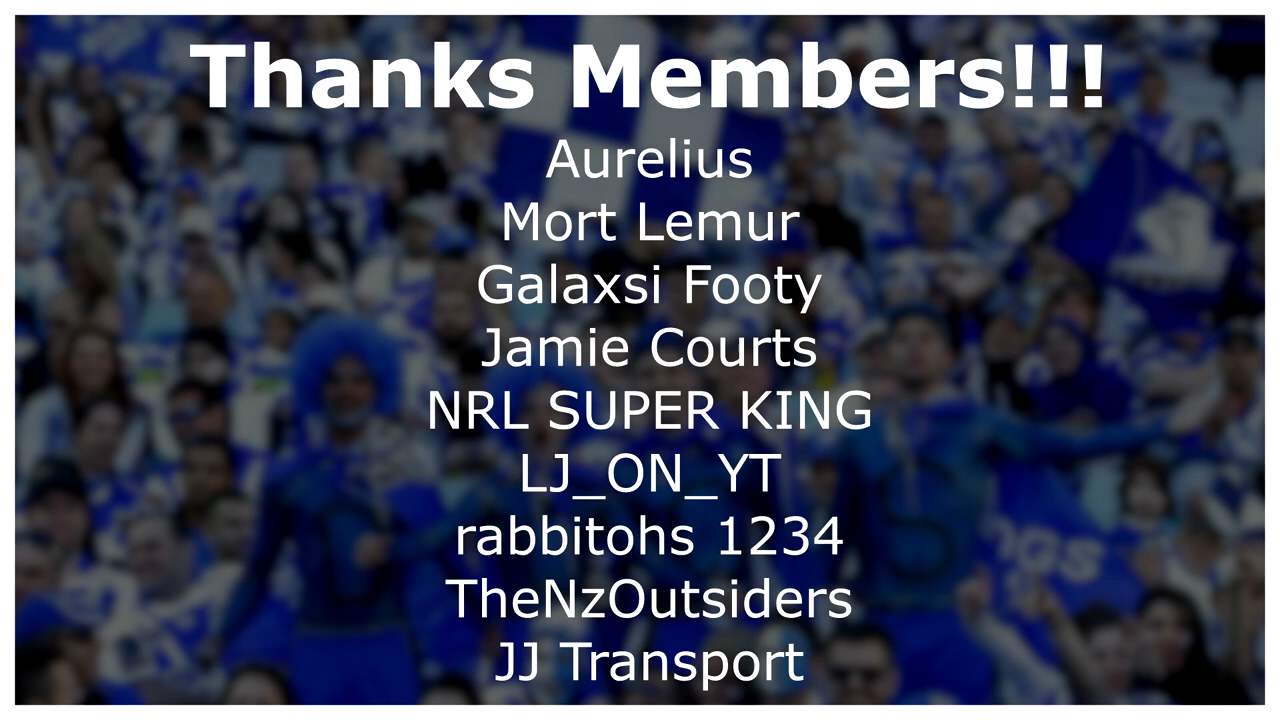 Thanks Members!!!
Aurelius
Mort Lemur
Galaxsi Footy
Jamie Courts
NRL SUPER KING
LJ_ON_YT
rabbitohs 1234
TheNzOutsiders
JJ Transport